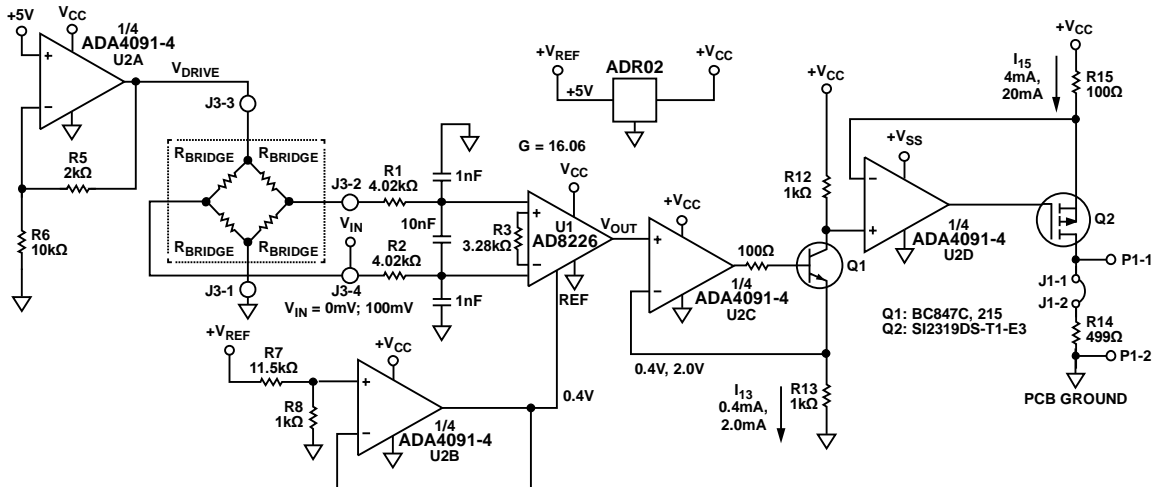 +5V
VCC
1/4
ADA4091-4
U2A
VDRIVE
J3-3
R5
2kΩ
R6
10kΩ
RBRIDGE
RBRIDGE
RBRIDGE
RBRIDGE
J3-1
J3-2
VIN
J3-4
VIN = 0mV; 100mV
R1
4.02kΩ
R2
4.02kΩ
1nF
10nF
1nF
+VREF
ADR02
+VCC
+5V
G = 16.06
VCC
R3
3.28kΩ
U1
AD8226
REF
VOUT
+VREF
R7
11.5kΩ
R8
1kΩ
+VCC
1/4
ADA4091-4
U2B
0.4V
+VCC
1/4
ADA4091-4
U2C
100Ω
0.4V, 2.0V
+VCC
R12
1kΩ
Q1
I13
0.4mA,
2.0mA
R13
1kΩ
+VSS
1/4
ADA4091-4
U2D
+VCC
I15
4mA,
20mA
R15
100Ω
Q2
P1-1
J1-1
J1-2
R14
499Ω
P1-2
PCB GROUND
Q1: BC847C, 215
Q2: SI2319DS-T1-E3